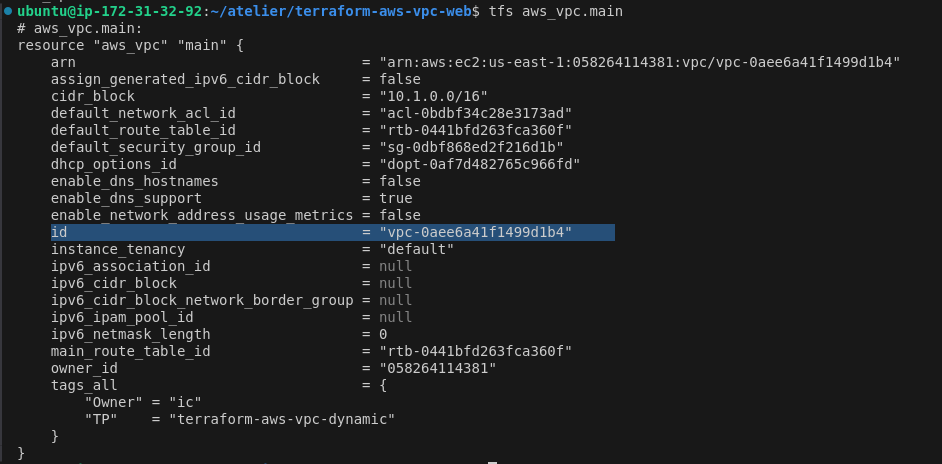 ubuntu@ip-172-31-32-92:~/atelier/terraform-aws-vpc-web$ tfs aws_vpc.main
# aws_vpc.main:
resource "aws_vpc" "main" {
    arn                                  = "arn:aws:ec2:us-east-1:058264114381:vpc/vpc-0aee6a41f1499d1b4"
    assign_generated_ipv6_cidr_block     = false
    cidr_block                           = "10.1.0.0/16"
    default_network_acl_id               = "acl-0bdbf34c28e3173ad"
    default_route_table_id               = "rtb-0441bfd263fca360f"
    default_security_group_id            = "sg-0dbf868ed2f216d1b"
    dhcp_options_id                      = "dopt-0af7d482765c966fd"
    enable_dns_hostnames                 = false
    enable_dns_support                   = true
    enable_network_address_usage_metrics = false
    id                                   = "vpc-0aee6a41f1499d1b4"
    instance_tenancy                     = "default"
    ipv6_association_id                  = null
    ipv6_cidr_block                      = null
    ipv6_cidr_block_network_border_group = null
    ipv6_ipam_pool_id                    = null
    ipv6_netmask_length                  = 0
    main_route_table_id                  = "rtb-0441bfd263fca360f"
    owner_id                             = "058264114381"
    tags_all                             = {
        "Owner" = "ic"
        "TP"    = "terraform-aws-vpc-dynamic"
    }
}